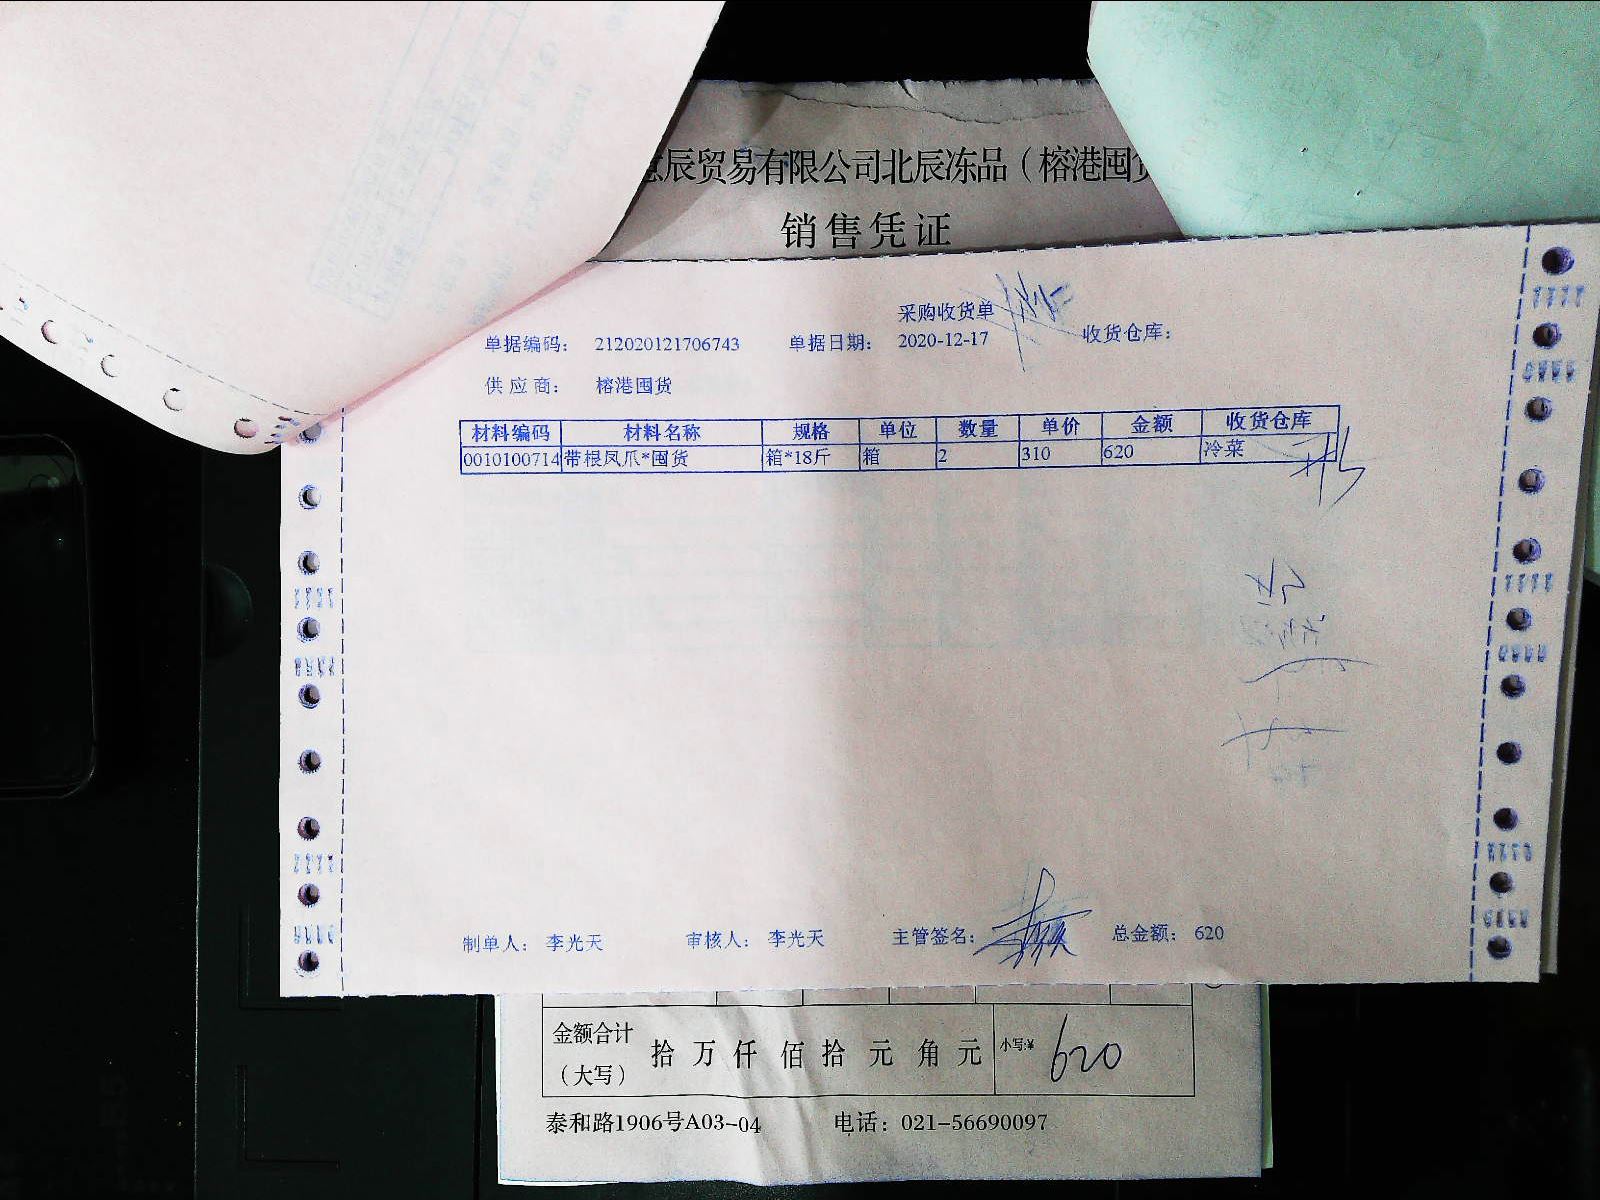 辰贸易有限公司北辰冻品（榕港囤货
销售凭证
采购收货单
单据编码： 212020121706743 单据日期： 2020-12-17 收货仓库：
供应商： 榕港囤货
材料编码 材料名称 规格 单位 数量 单价 金额 收货仓库
0010100714 带根凤爪*囤货 箱*18斤 箱 2 310 620 冷菜
制单人： 李光天 审核人： 李光天 主管签名： 总金额： 620
金额合计（大写） 拾 万 仟 佰 拾 元 角 元 小写:¥ 620
泰和路1906号A03-04 电话：021-56690097